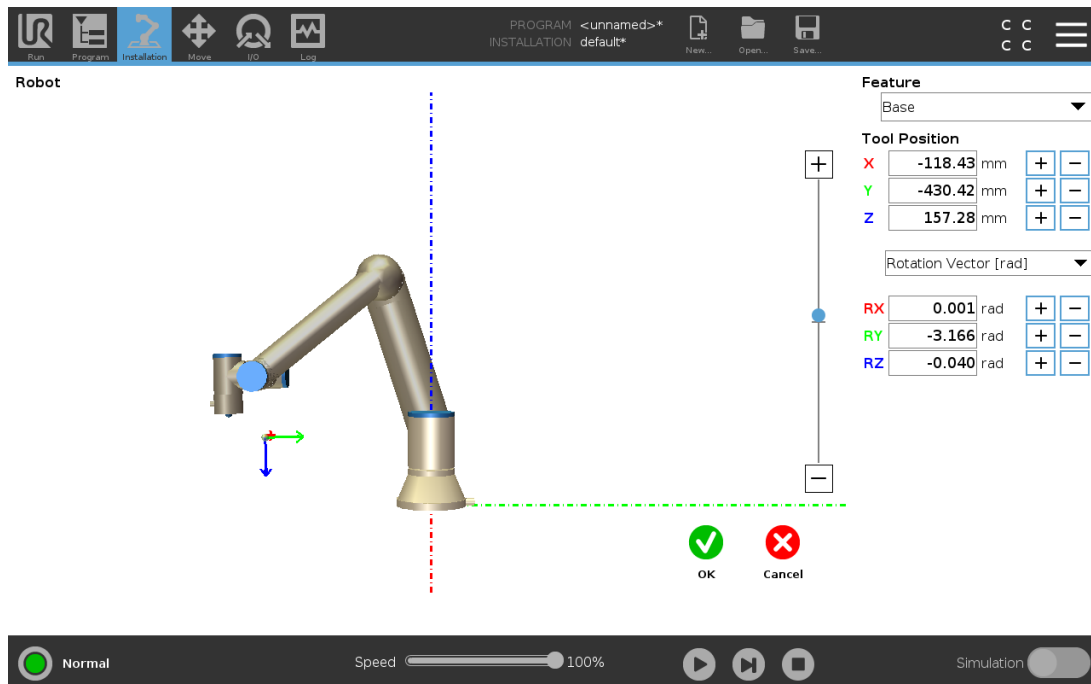 PROGRAM <unnamed>*
INSTALLATION default*
UR
Run
Program
Installation
Move
I/O
Log
New...
Open...
Save...
C C
C C
Robot
Feature
Base
Tool Position
X -118.43 mm + −
Y -430.42 mm + −
Z 157.28 mm + −
Rotation Vector [rad]
RX 0.001 rad + −
RY -3.166 rad + −
RZ -0.040 rad + −
+
−
OK
Cancel
Normal
Speed 100%
Simulation